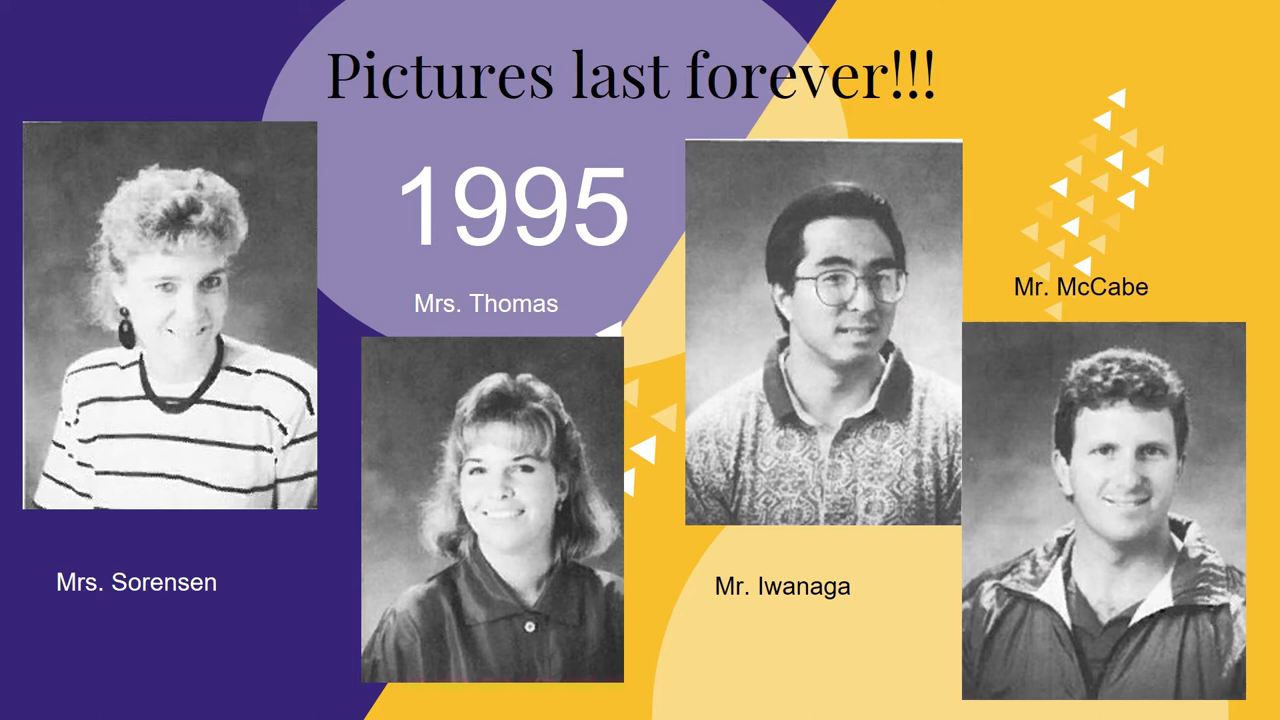 Pictures last forever!!!
1995
Mrs. Thomas
Mr. McCabe
Mrs. Sorensen
Mr. Iwanaga